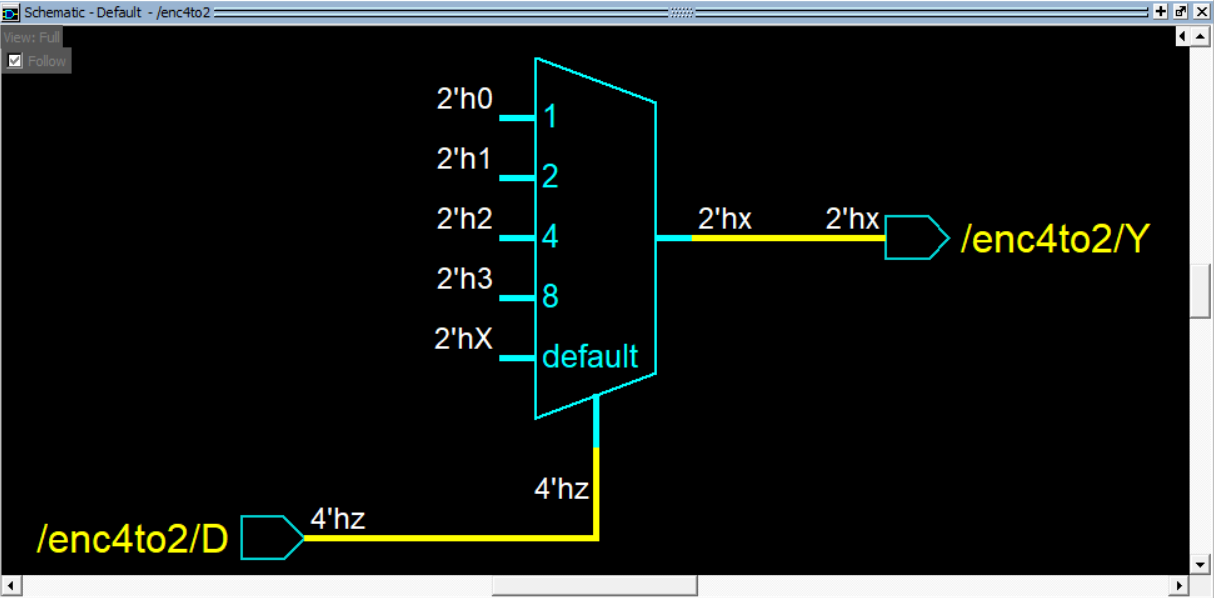 Schematic - Default - /enc4to2
View: Full
Follow
2'h0
1
2'h1
2
2'h2
4
2'h3
8
2'hX
default
2'hx 2'hx
/enc4to2/Y
4'hz
/enc4to2/D
4'hz